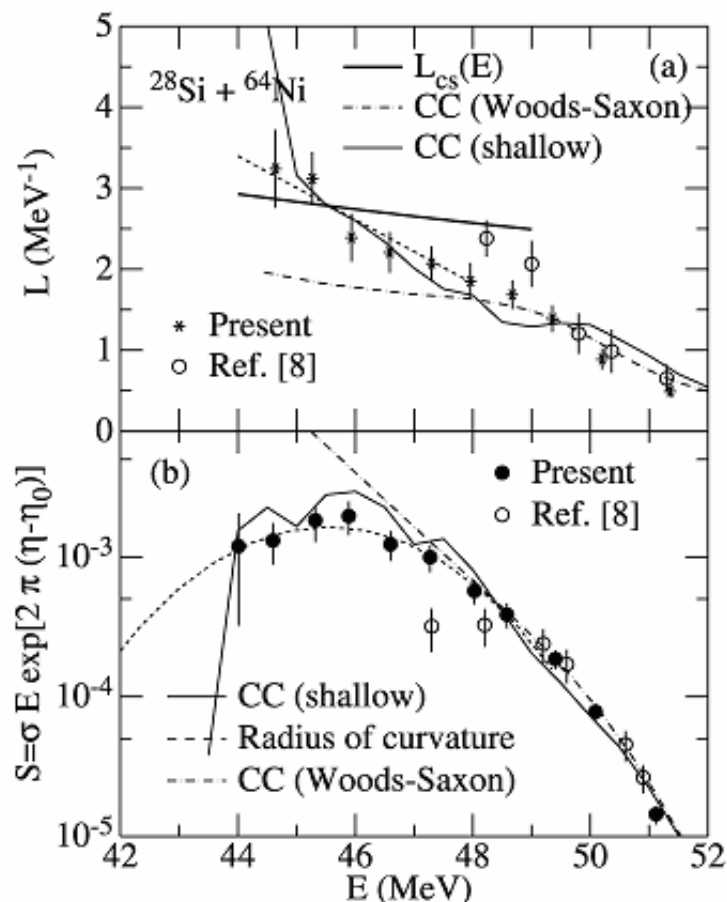 5
4
3
2
1
0
L (MeV⁻¹)
²⁸Si + ⁶⁴Ni
L_cs(E)
(a)
CC (Woods-Saxon)
CC (shallow)
Present
Ref. [8]
(b)
Present
Ref. [8]
10⁻³
10⁻⁴
10⁻⁵
S=σ E exp[2 π (η-η₀)]
CC (shallow)
Radius of curvature
CC (Woods-Saxon)
42 44 46 48 50 52
E (MeV)